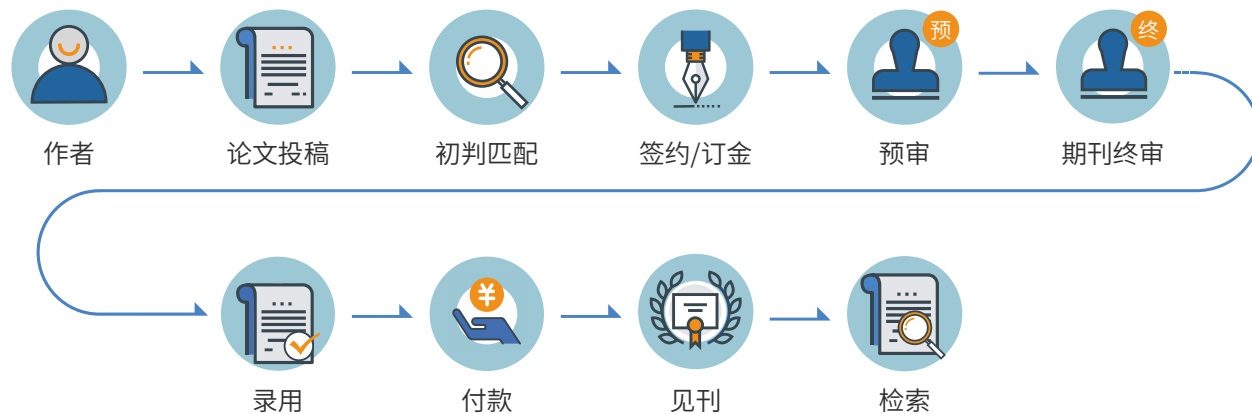 预
终
作者
论文投稿
初判匹配
签约/订金
预审
期刊终审
¥
录用
付款
见刊
检索